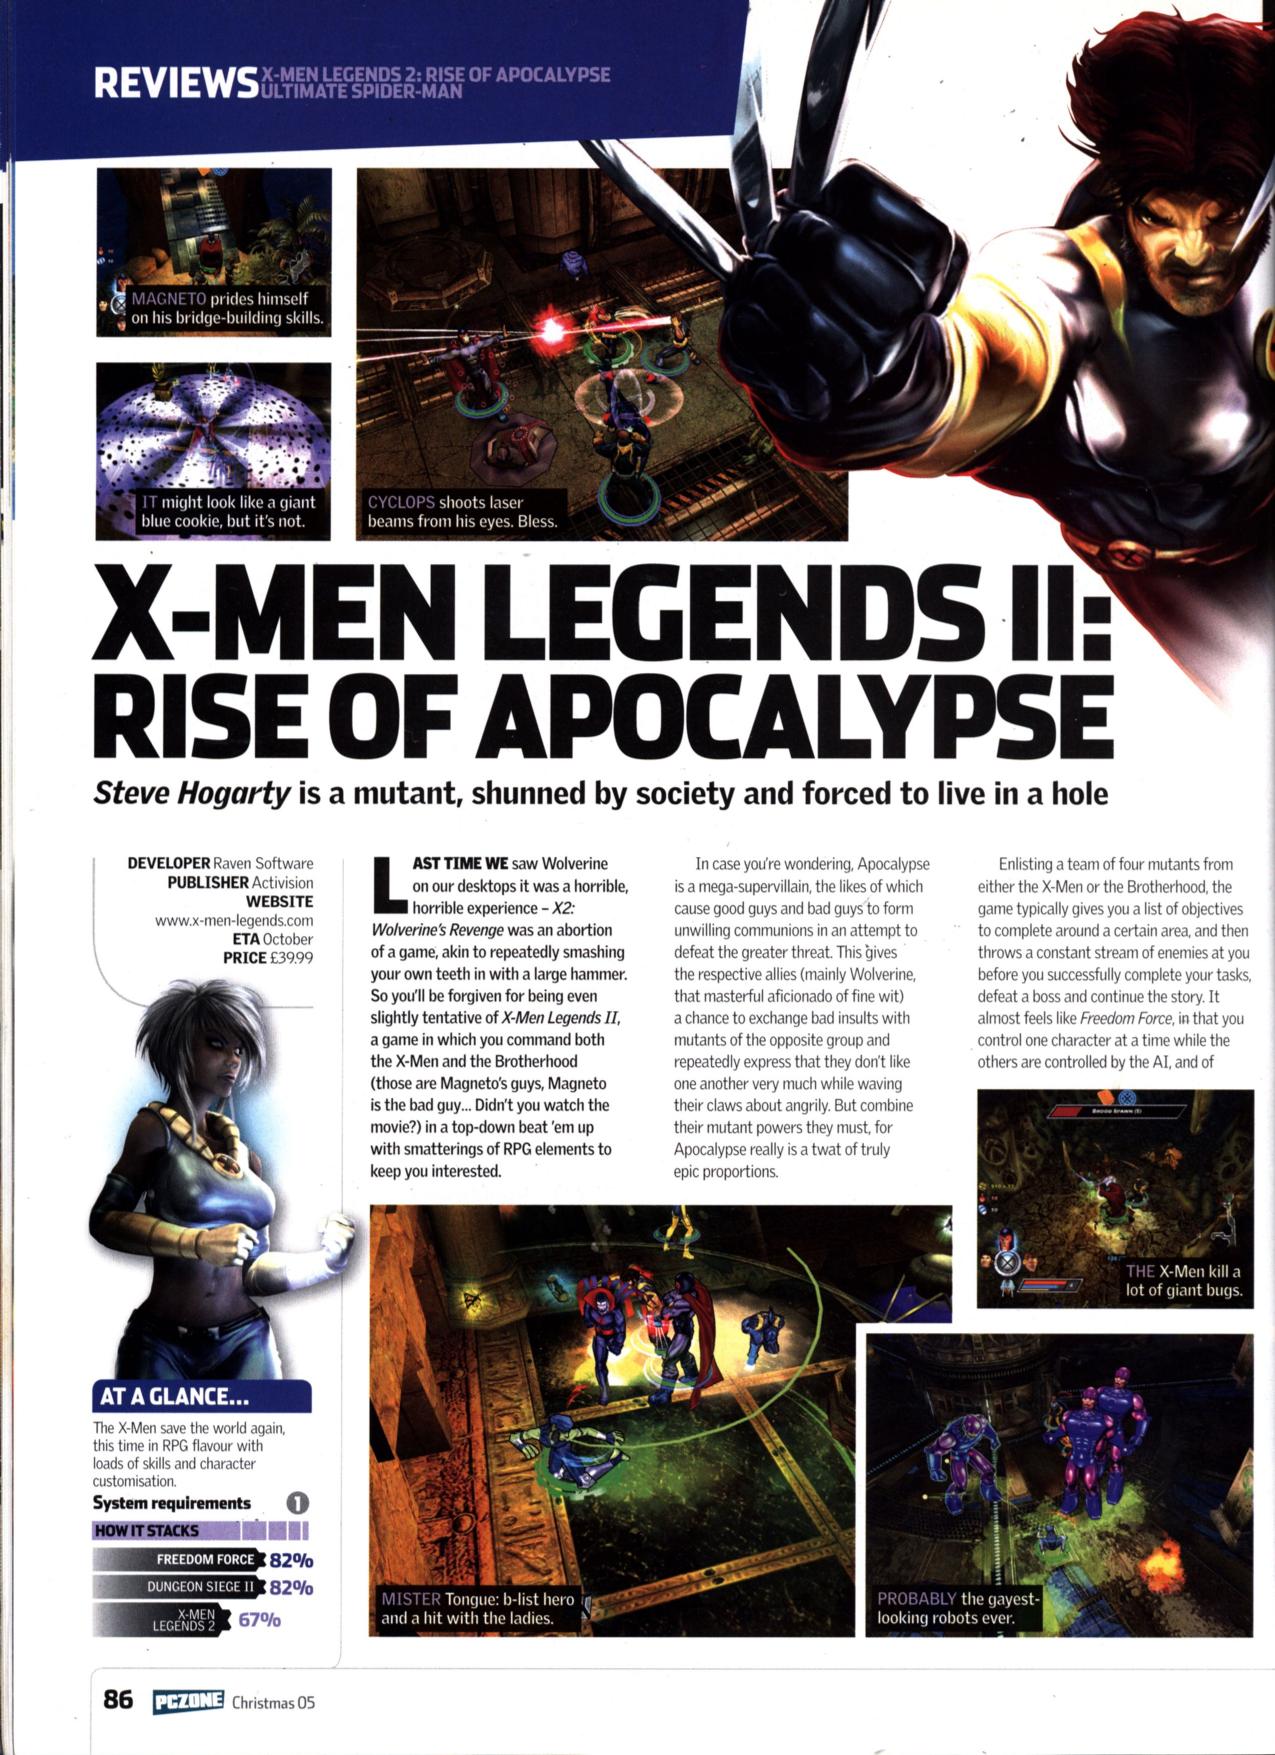 REVIEWS
X-MEN LEGENDS 2: RISE OF APOCALYPSE
ULTIMATE SPIDER-MAN
MAGNETO prides himself
on his bridge-building skills.
IT might look like a giant
blue cookie, but it's not.
CYCLOPS shoots laser
beams from his eyes. Bless.
X-MEN LEGENDS II:
RISE OF APOCALYPSE
Steve Hogarty is a mutant, shunned by society and forced to live in a hole
DEVELOPER Raven Software
PUBLISHER Activision
WEBSITE
www.x-men-legends.com
ETA October
PRICE £39.99
AT A GLANCE...
The X-Men save the world again,
this time in RPG flavour with
loads of skills and character
customisation.
System requirements 1
HOW IT STACKS
FREEDOM FORCE 82%
DUNGEON SIEGE II 82%
X-MEN
LEGENDS 2 67%
LAST TIME WE saw Wolverine
on our desktops it was a horrible,
horrible experience – X2:
Wolverine's Revenge was an abortion
of a game, akin to repeatedly smashing
your own teeth in with a large hammer.
So you'll be forgiven for being even
slightly tentative of X-Men Legends II,
a game in which you command both
the X-Men and the Brotherhood
(those are Magneto's guys, Magneto
is the bad guy... Didn't you watch the
movie?) in a top-down beat 'em up
with smatterings of RPG elements to
keep you interested.
In case you're wondering, Apocalypse
is a mega-supervillain, the likes of which
cause good guys and bad guys to form
unwilling communions in an attempt to
defeat the greater threat. This gives
the respective allies (mainly Wolverine,
that masterful aficionado of fine wit)
a chance to exchange bad insults with
mutants of the opposite group and
repeatedly express that they don't like
one another very much while waving
their claws about angrily. But combine
their mutant powers they must, for
Apocalypse really is a twat of truly
epic proportions.
Enlisting a team of four mutants from
either the X-Men or the Brotherhood, the
game typically gives you a list of objectives
to complete around a certain area, and then
throws a constant stream of enemies at you
before you successfully complete your tasks,
defeat a boss and continue the story. It
almost feels like Freedom Force, in that you
control one character at a time while the
others are controlled by the AI, and of
BROOD SPAWN (5)
THE X-Men kill a
lot of giant bugs.
MISTER Tongue: b-list hero
and a hit with the ladies.
PROBABLY the gayest-
looking robots ever.
86 PCZONE Christmas 05